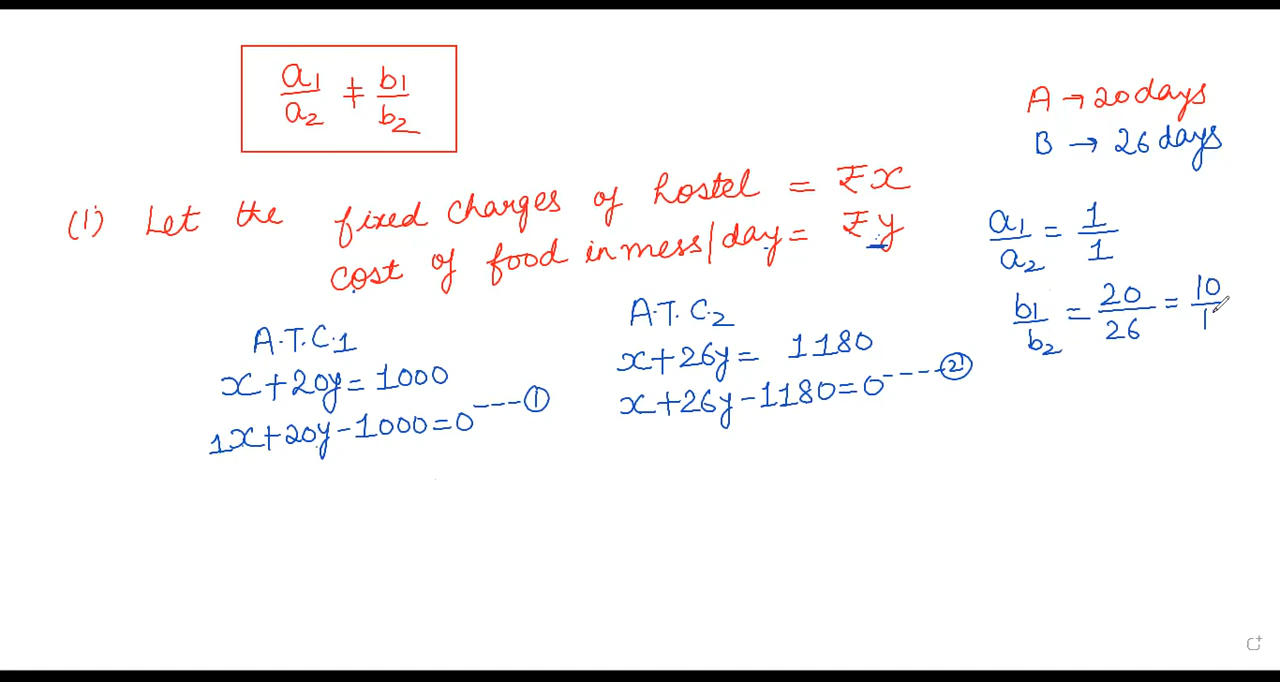 a₁/a₂ ≠ b₁/b₂
A → 20 days
B → 26 days
(1) Let the fixed charges of hostel = ₹x
cost of food in mess/day = ₹y
a₁/a₂ = 1/1
b₁/b₂ = 20/26 = 10/1
A.T.C.1
x+20y=1000
1x+20y-1000=0 ---①
A.T.C.2
x+26y= 1180
x+26y-1180=0 ----②